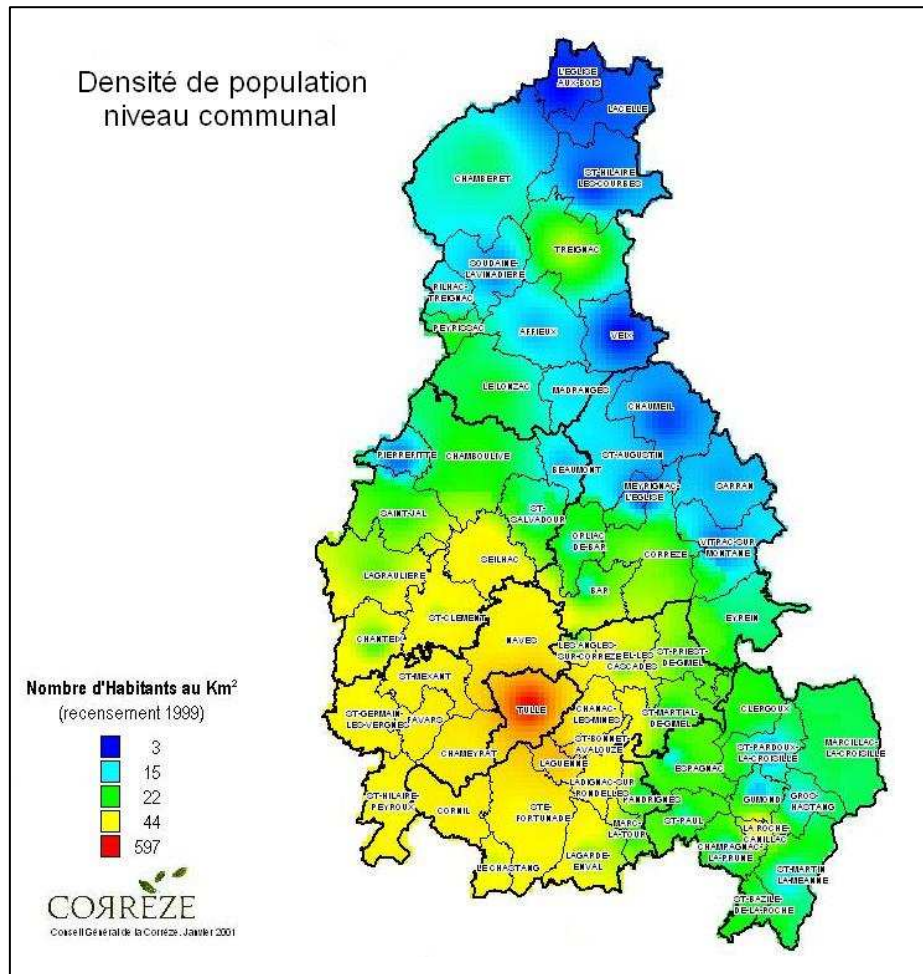 Densité de population
niveau communal
L'EGLISE
AUX-BOIS
LACELLE
CHAMBERET
ST-HILAIRE
LES-COURBES
TREIGNAC
SOUDAINE-
LAVINADIERE
RILHAC-
TREIGNAC
PEYRISSAC
AFFIEUX
VEIX
LE LONZAC
MADRANGES
CHAUMEIL
PIERREFITTE
CHAMBOULIVE
BEAUMONT
ST-AUGUSTIN
MEYRIGNAC-
L'EGLISE
SARRAN
SAINT-JAL
ST-
SALVADOUR
ORLIAC
DE-BAR
CORREZE
VITRAC-SUR
MONTANE
SEILHAC
LAGRAULIERE
BAR
EYREIN
ST-CLEMENT
CHANTEIX
NAVES
LES ANGLES-
SUR-CORREZE
EL-LES
CASCADES
ST-PRIEST-
DE-GIMEL
ST-MEXANT
TULLE
CHANAC-
LES-MINES
ST-MARTIAL-
DE-GIMEL
CLERGOUX
ST-GERMAIN-
LES-VERGNES
FAVARS
CHAMEYRAT
ST-BONNET-
AVALOUZE
LAGUENNE
ESPAGNAC
ST-PARDOUX-
LA-CROISILLE
MARCILLAC-
LA-CROISILLE
LADIGNAC-SUR
RONDELLES
GUMOND
GROS-
HASTANG
ST-HILAIRE-
PEYROUX
CORNIL
STE-
FORTUNADE
PANDRIGNES
MARC-
LA-TOUR
ST-PAUL
LA ROCHE-
CANILLAC
CHAMPAGNAC-
LA-PRUNE
LE CHASTANG
LAGARDE-
ENVAL
ST-MARTIN
LA-MEANNE
ST-BAZILE-
DE-LA-ROCHE
Nombre d'Habitants au Km²
(recensement 1999)
3
15
22
44
597
CORRÈZE
Conseil Général de la Corrèze. Janvier 2001